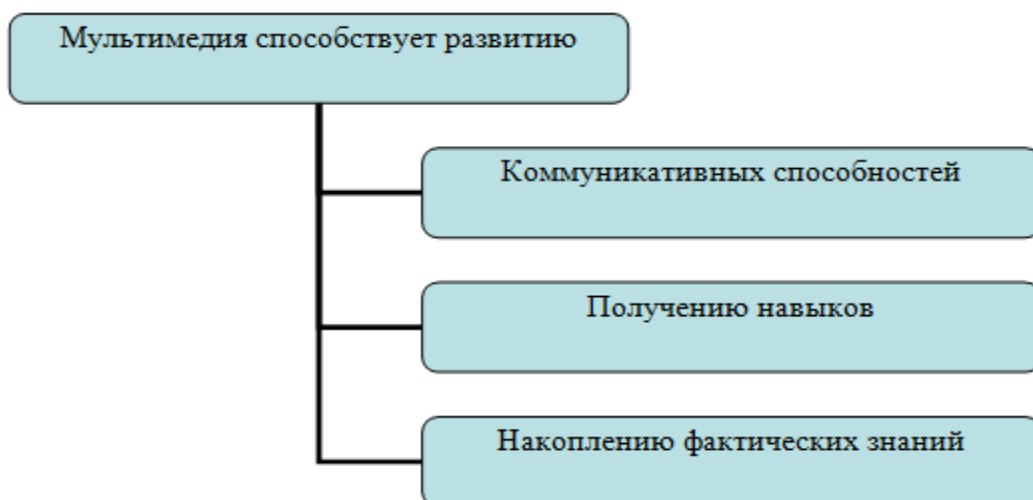 Мультимедия способствует развитию
Коммуникативных способностей
Получению навыков
Накоплению фактических знаний